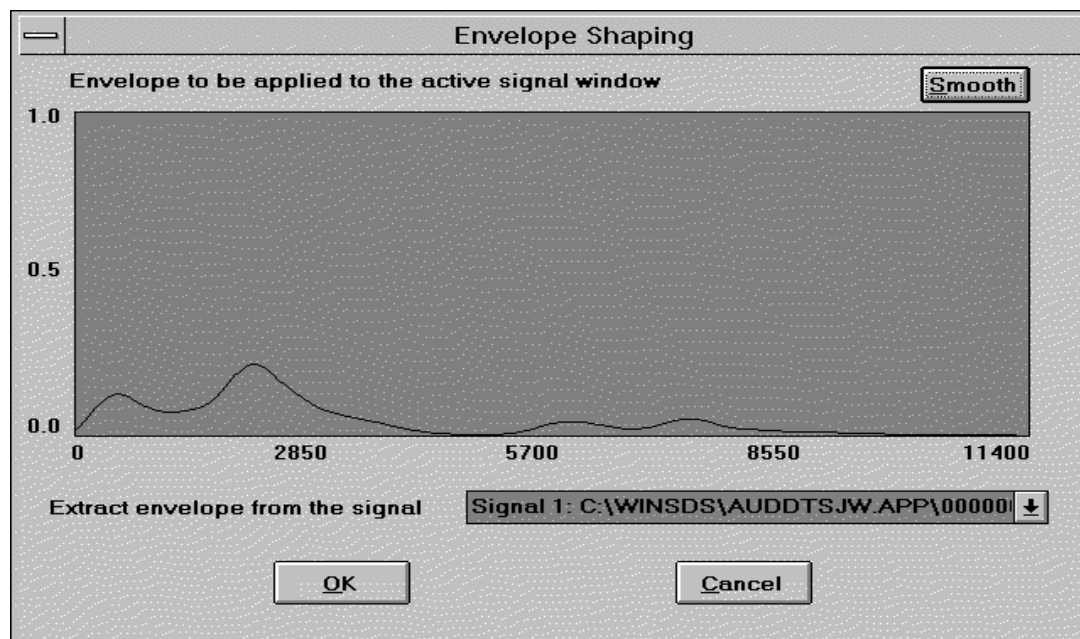 Envelope Shaping
Envelope to be applied to the active signal window
Smooth
1.0
0.5
0.0
0 2850 5700 8550 11400
Extract envelope from the signal
Signal 1: C:\WINSDS\AUDDTSJW.APP\00000
OK Cancel